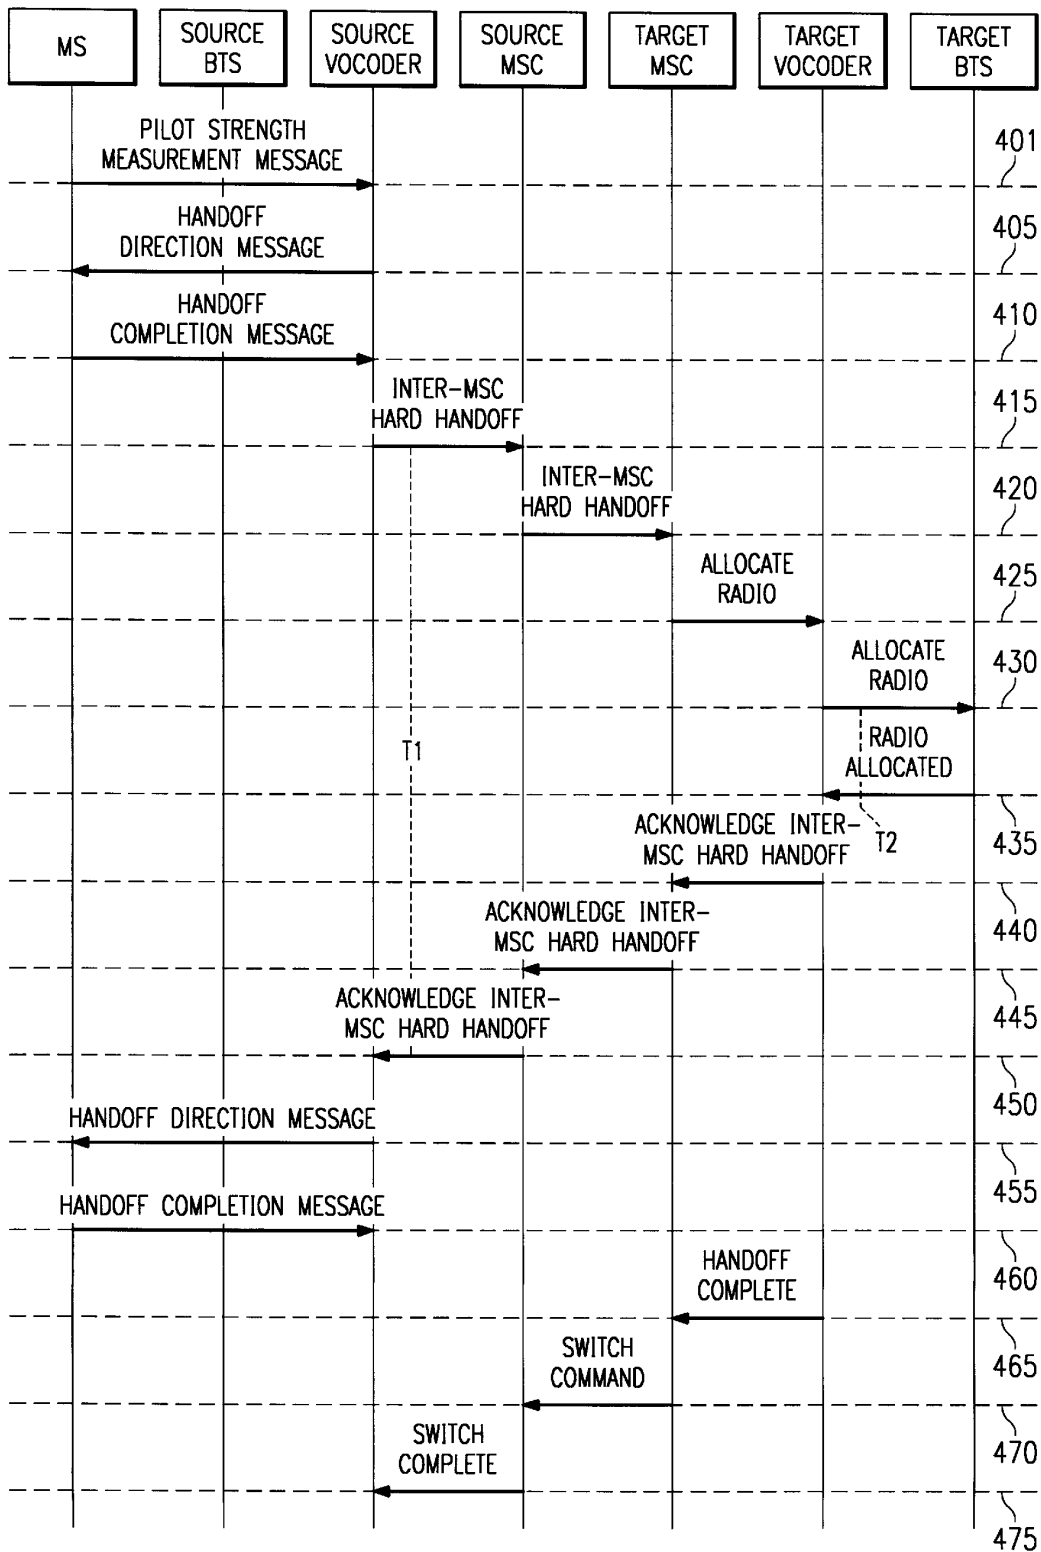 MS
SOURCE
BTS
SOURCE
VOCODER
SOURCE
MSC
TARGET
MSC
TARGET
VOCODER
TARGET
BTS
PILOT STRENGTH
MEASUREMENT MESSAGE
401
HANDOFF
DIRECTION MESSAGE
405
HANDOFF
COMPLETION MESSAGE
410
INTER-MSC
HARD HANDOFF
415
INTER-MSC
HARD HANDOFF
420
ALLOCATE
RADIO
425
ALLOCATE
RADIO
430
T1
RADIO
ALLOCATED
435
ACKNOWLEDGE INTER-
MSC HARD HANDOFF
T2
440
ACKNOWLEDGE INTER-
MSC HARD HANDOFF
445
ACKNOWLEDGE INTER-
MSC HARD HANDOFF
450
HANDOFF DIRECTION MESSAGE
455
HANDOFF COMPLETION MESSAGE
460
HANDOFF
COMPLETE
465
SWITCH
COMMAND
470
SWITCH
COMPLETE
475